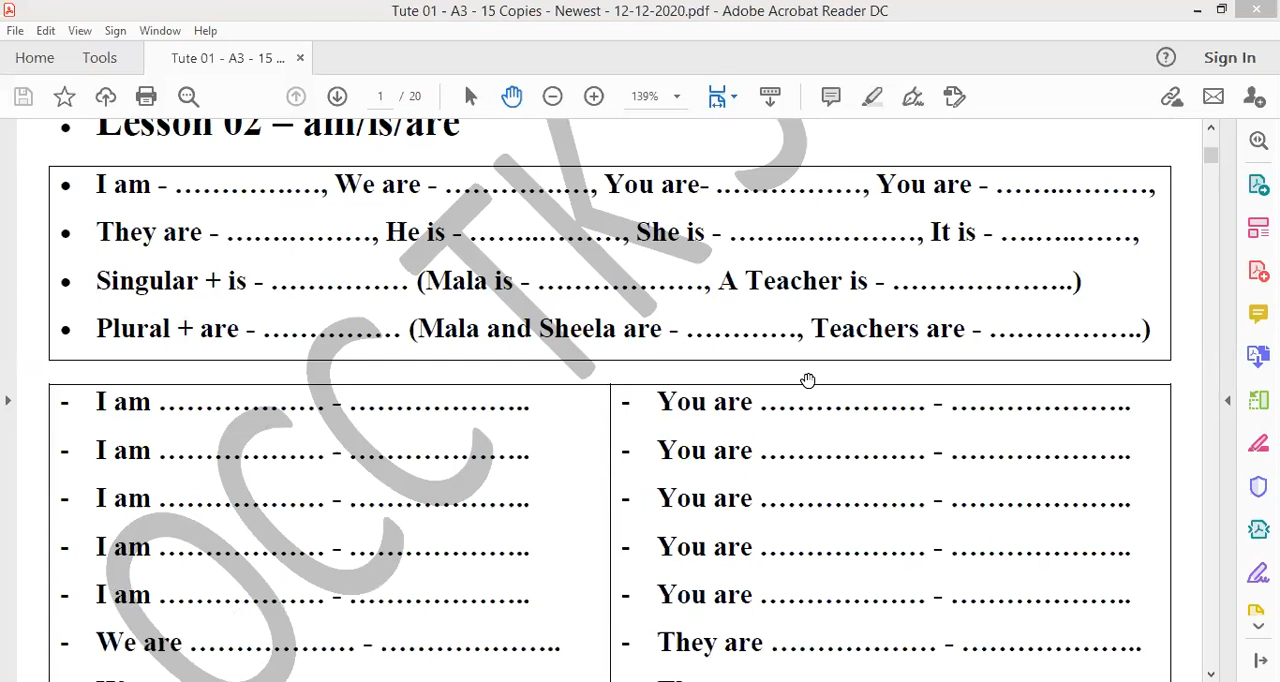 Tute 01 - A3 - 15 Copies - Newest - 12-12-2020.pdf - Adobe Acrobat Reader DC
File Edit View Sign Window Help
Home Tools Tute 01 - A3 - 15 ... × Sign In
1 / 20 139%
• Lesson 02 – am/is/are
• I am - …………….…, We are - ………………, You are- ………………, You are - ……..………,
• They are - …….…………, He is - ……..………, She is - ……..…..………, It is - ……..……,
• Singular + is - …………… (Mala is - ………………, A Teacher is - ………………..)
• Plural + are - …………… (Mala and Sheela are - …………, Teachers are - ……………..)
- I am ……………… - ………………..
- I am ……………… - ………………..
- I am ……………… - ………………..
- I am ……………… - ………………..
- I am ……………… - ………………..
- We are ……………… - ………………..
- You are ……………… - ………………..
- You are ……………… - ………………..
- You are ……………… - ………………..
- You are ……………… - ………………..
- You are ……………… - ………………..
- They are ……………… - ………………..